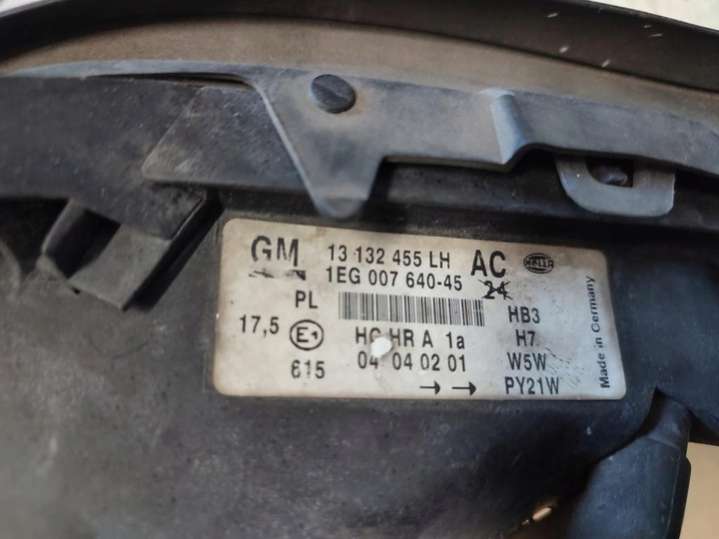 GM 13 132 455 LH AC HELLA
1EG 007 640-45 24
PL HB3
17,5 E1 HC HR A 1a H7
615 04 04 02 01 W5W
→ → PY21W
Made in Germany